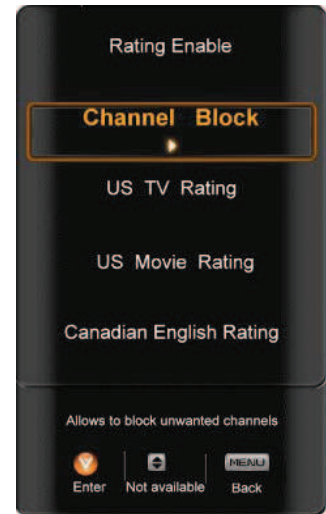 Rating Enable
Channel Block
US TV Rating
US Movie Rating
Canadian English Rating
Allows to block unwanted channels
MENU
Enter Not available Back